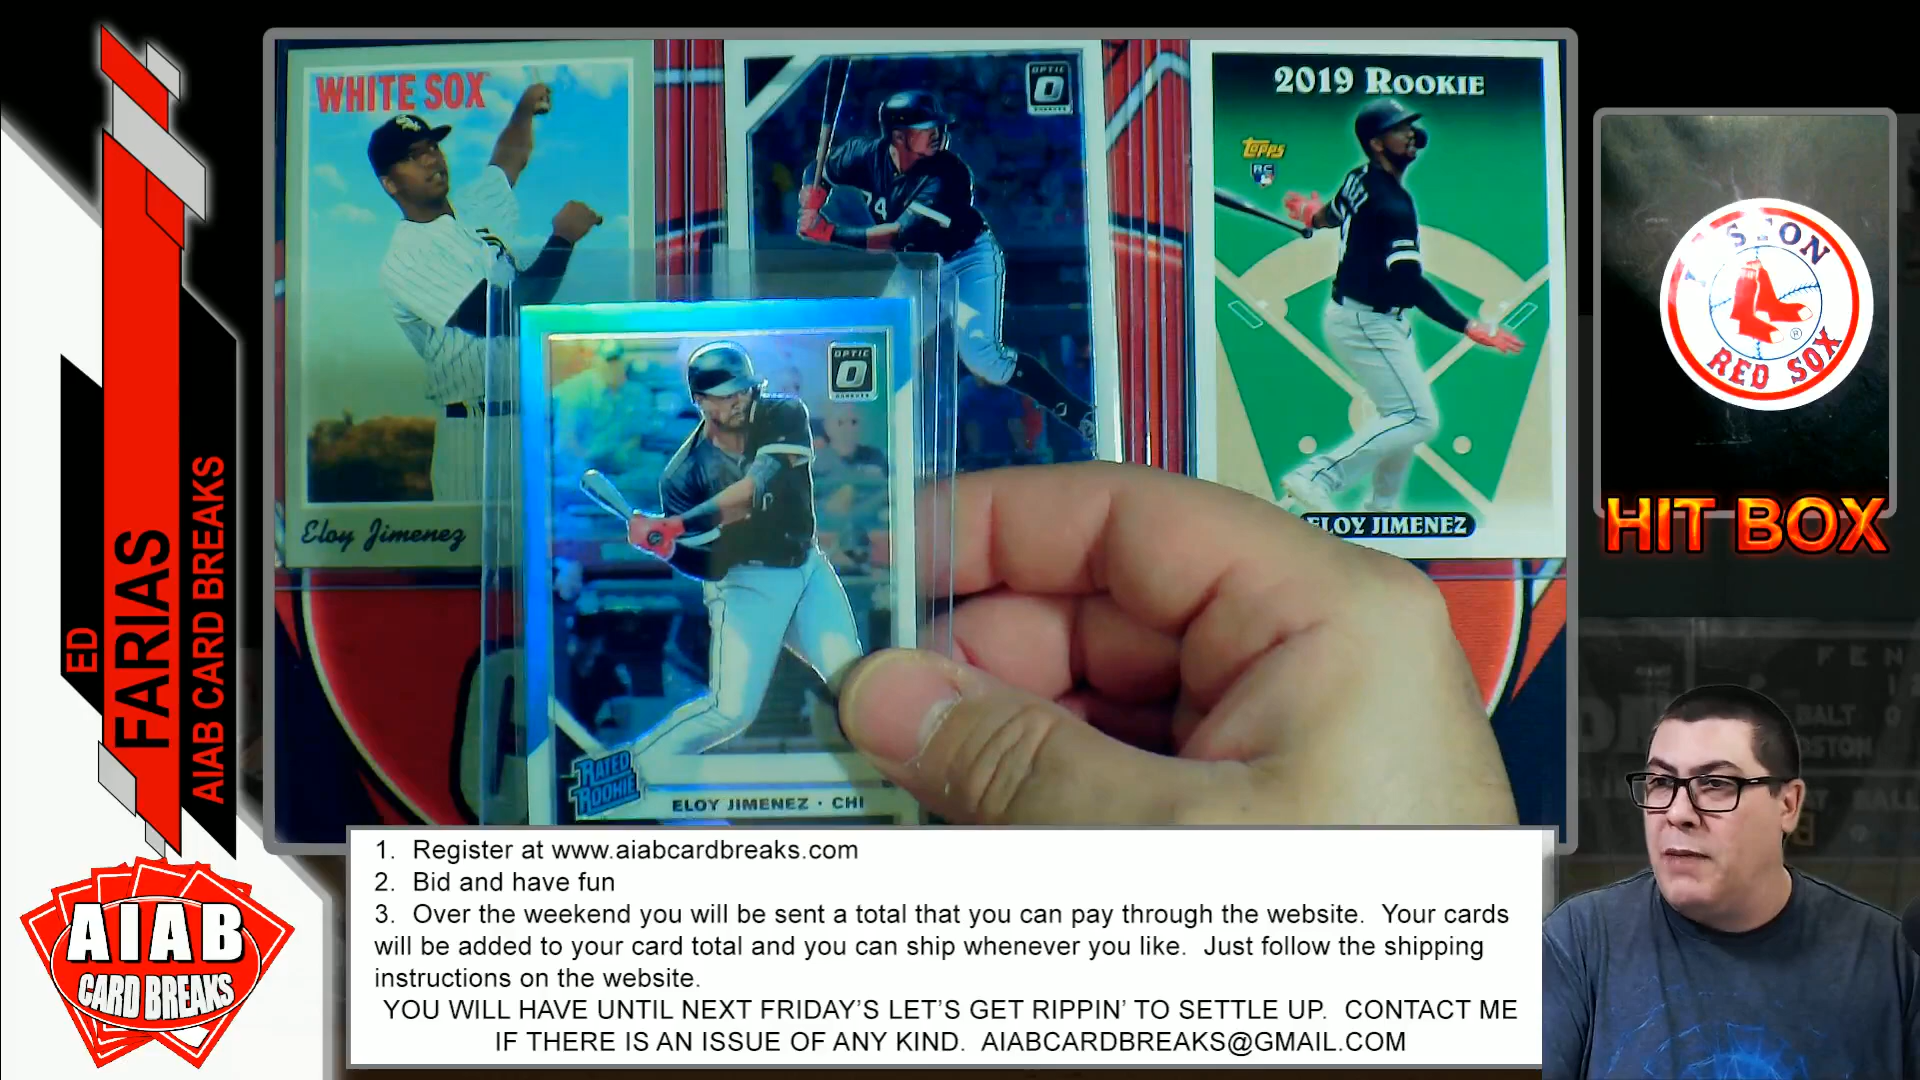 ED
FARIAS
AIAB CARD BREAKS
AIAB
CARD BREAKS
WHITE SOX
Eloy Jimenez
OPTIC
2019 ROOKIE
TOPPS
RC
ELOY JIMENEZ
OPTIC
RATED
ROOKIE
ELOY JIMENEZ · CHI
RED SOX
HIT BOX
1. Register at www.aiabcardbreaks.com
2. Bid and have fun
3. Over the weekend you will be sent a total that you can pay through the website. Your cards
will be added to your card total and you can ship whenever you like. Just follow the shipping
instructions on the website.
YOU WILL HAVE UNTIL NEXT FRIDAY'S LET'S GET RIPPIN' TO SETTLE UP. CONTACT ME
IF THERE IS AN ISSUE OF ANY KIND. AIABCARDBREAKS@GMAIL.COM